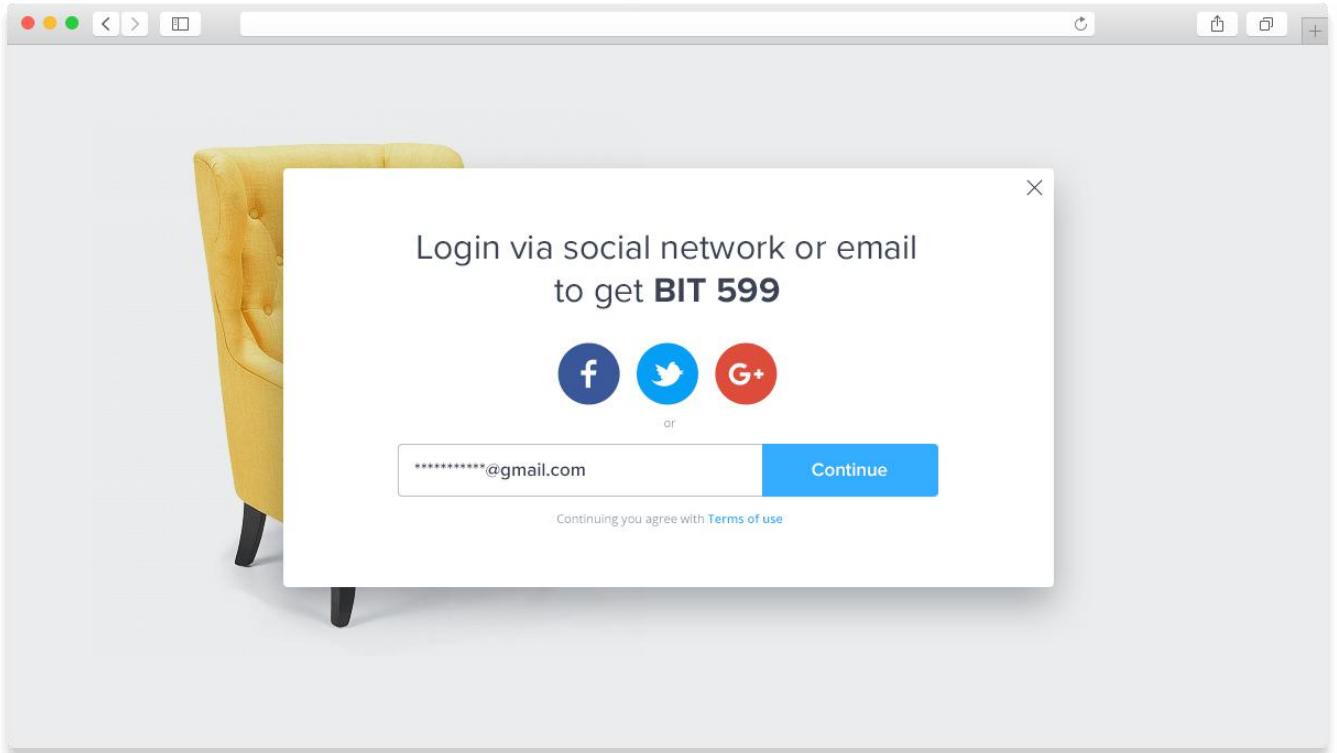 Login via social network or email
to get BIT 599
f
G+
or
***********@gmail.com
Continue
Continuing you agree with Terms of use